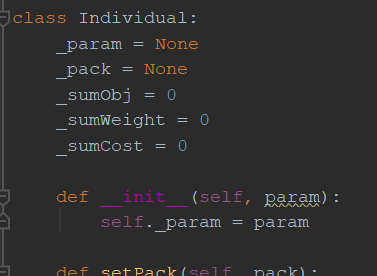 class Individual:
    _param = None
    _pack = None
    _sumObj = 0
    _sumWeight = 0
    _sumCost = 0
    def __init__(self, param):
        self._param = param
    def setPack(self, pack):